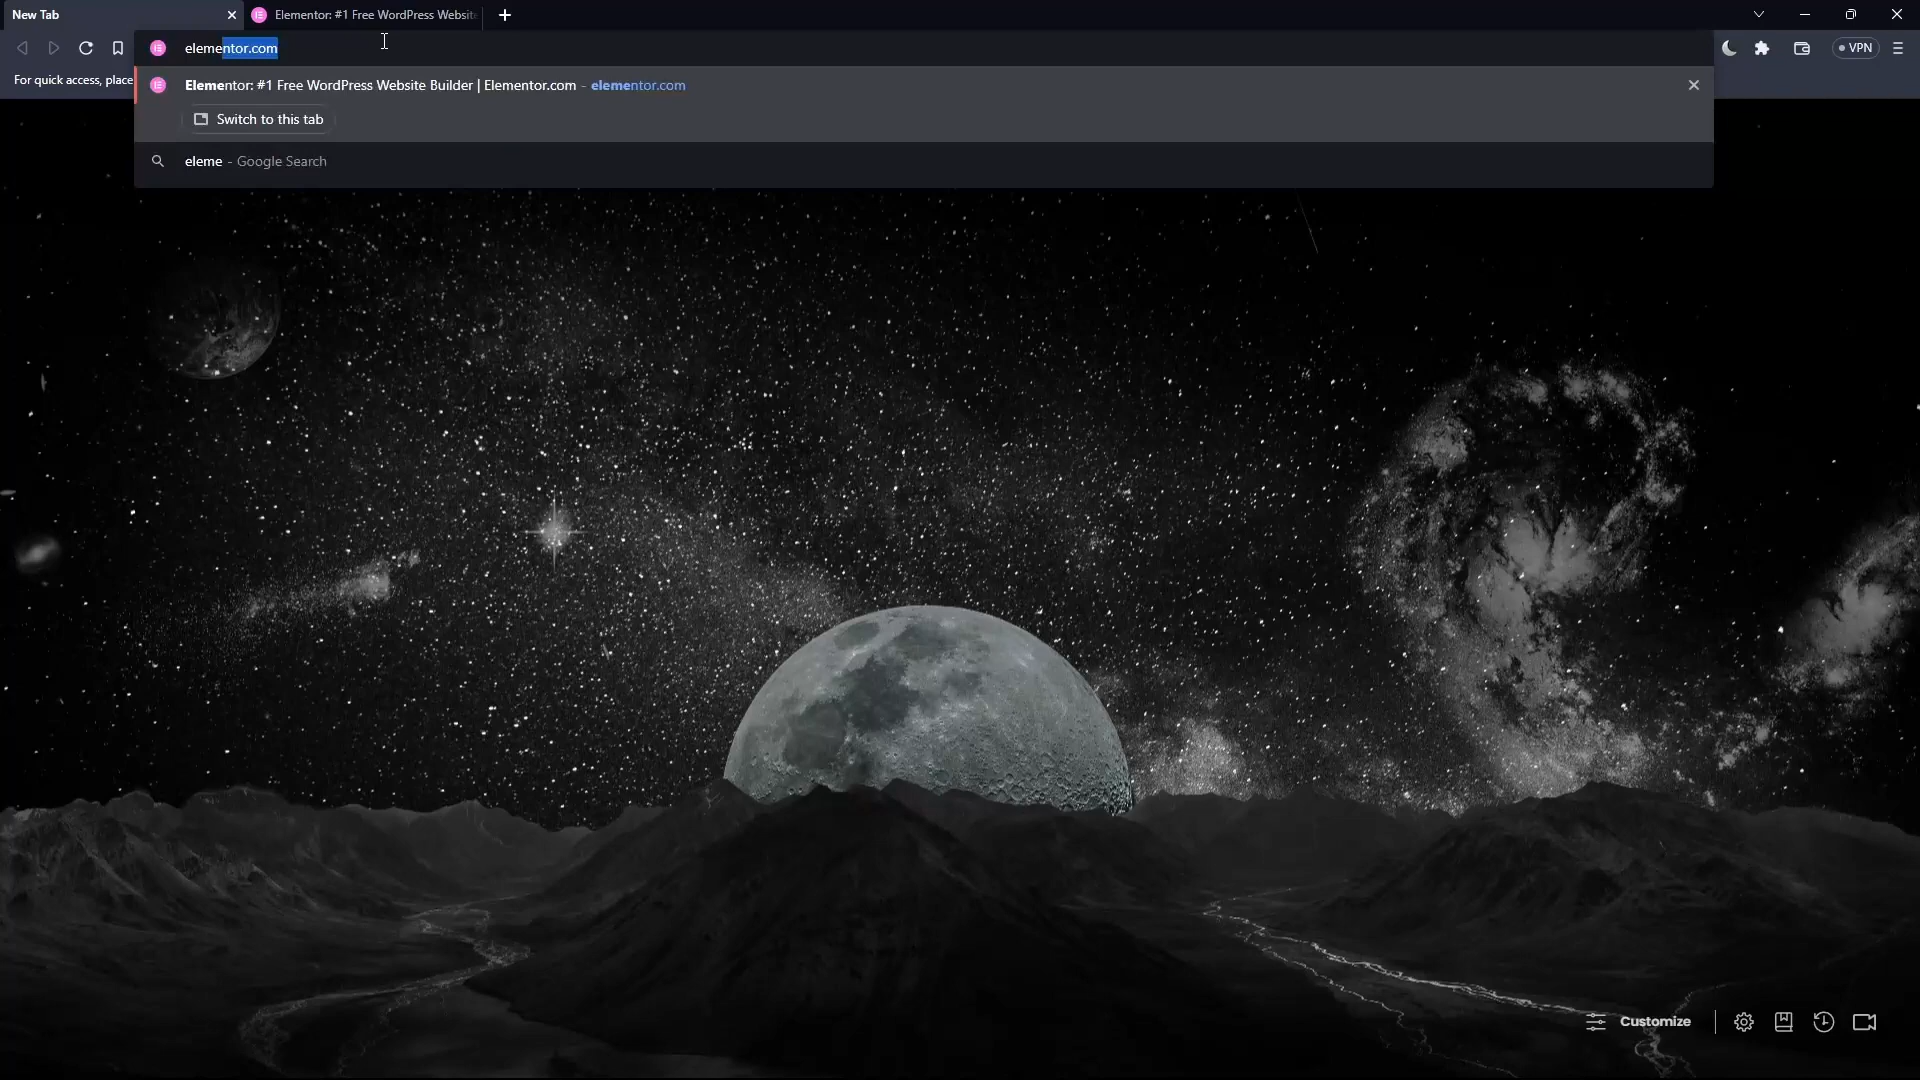 New Tab
Elementor: #1 Free WordPress Website
elementor.com
VPN
For quick access, place
Elementor: #1 Free WordPress Website Builder | Elementor.com - elementor.com
Switch to this tab
eleme - Google Search
Customize